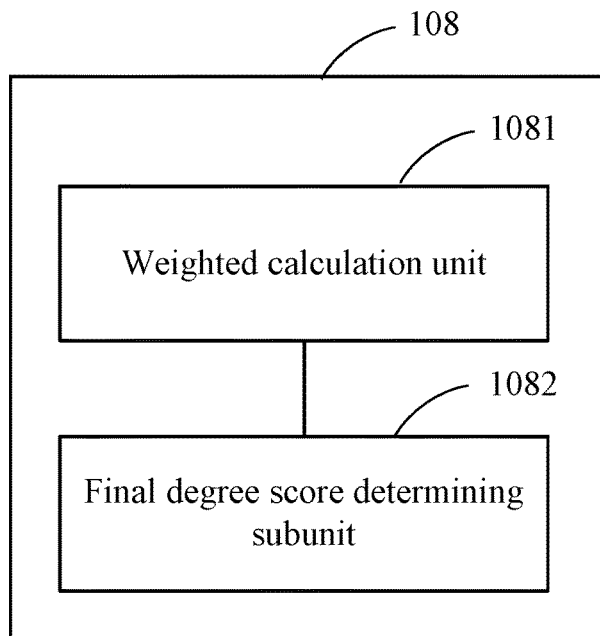 108
1081
Weighted calculation unit
1082
Final degree score determining
subunit